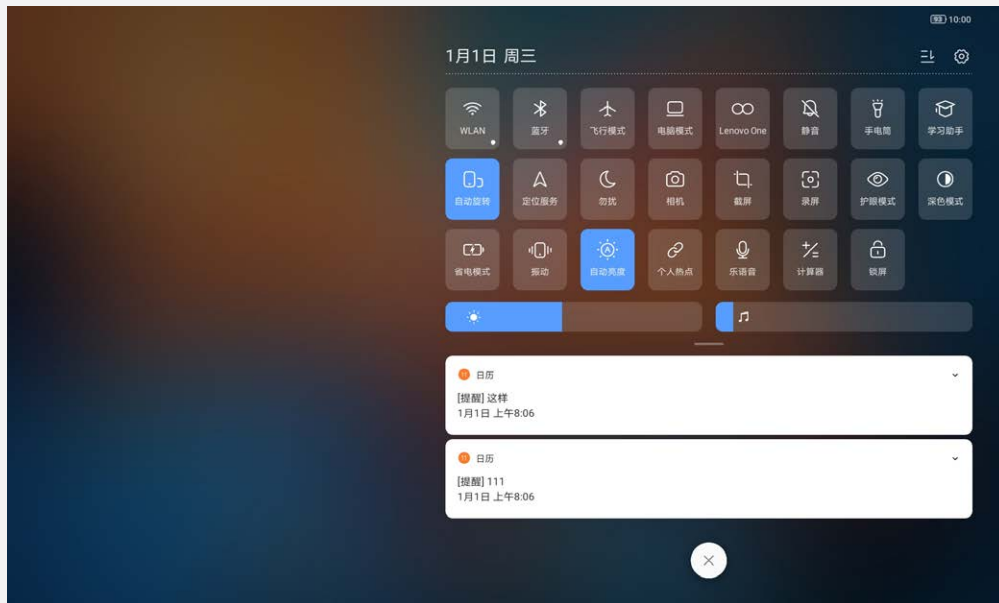 93 10:00
1月1日 周三
WLAN 蓝牙 飞行模式 电脑模式 Lenovo One 静音 手电筒 学习助手
自动旋转 定位服务 勿扰 相机 截屏 录屏 护眼模式 深色模式
省电模式 振动 自动亮度 个人热点 乐语音 计算器 锁屏
日历
[提醒] 这样
1月1日 上午8:06
日历
[提醒] 111
1月1日 上午8:06